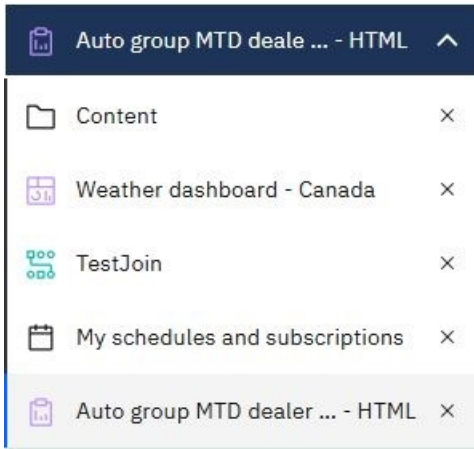 Auto group MTD deale ... - HTML
Content
Weather dashboard - Canada
TestJoin
My schedules and subscriptions
Auto group MTD dealer ... - HTML